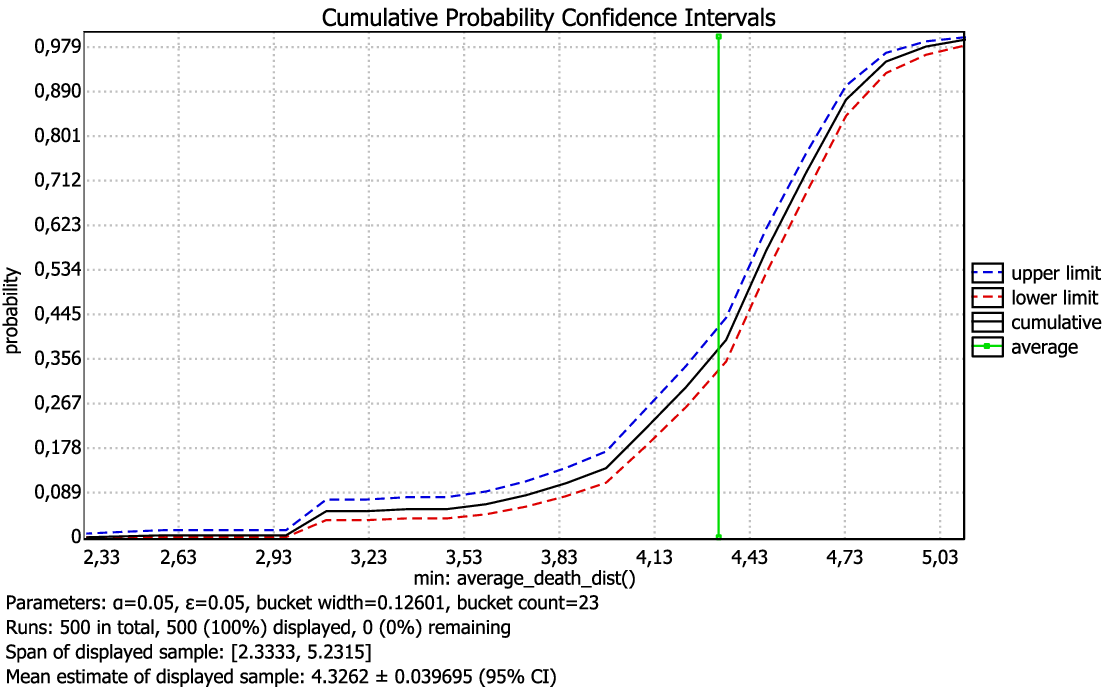 Cumulative Probability Confidence Intervals
0,979
0,890
0,801
0,712
0,623
0,534
0,445
0,356
0,267
0,178
0,089
0
probability
2,33 2,63 2,93 3,23 3,53 3,83 4,13 4,43 4,73 5,03
min: average_death_dist()
upper limit
lower limit
cumulative
average
Parameters: α=0.05, ε=0.05, bucket width=0.12601, bucket count=23
Runs: 500 in total, 500 (100%) displayed, 0 (0%) remaining
Span of displayed sample: [2.3333, 5.2315]
Mean estimate of displayed sample: 4.3262 ± 0.039695 (95% CI)